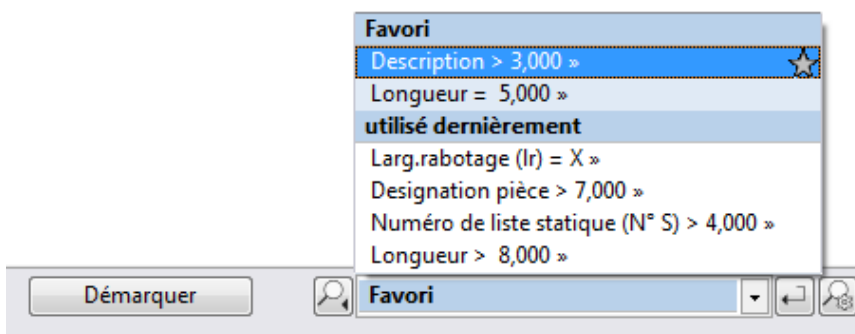 Favori
Description > 3,000 »
Longueur =  5,000 »
utilisé dernièrement
Larg.rabotage (lr) = X »
Designation pièce > 7,000 »
Numéro de liste statique (N° S) > 4,000 »
Longueur >  8,000 »
Démarquer
Favori